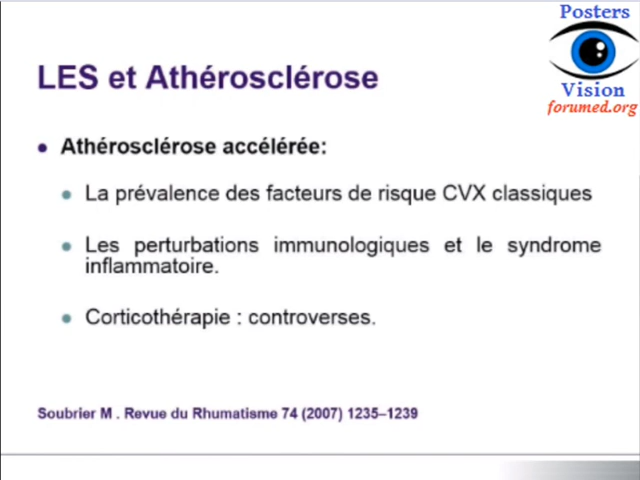 Posters
Vision
forumed.org
LES et Athérosclérose
Athérosclérose accélérée:
La prévalence des facteurs de risque CVX classiques
Les perturbations immunologiques et le syndrome
inflammatoire.
Corticothérapie : controverses.
Soubrier M . Revue du Rhumatisme 74 (2007) 1235–1239